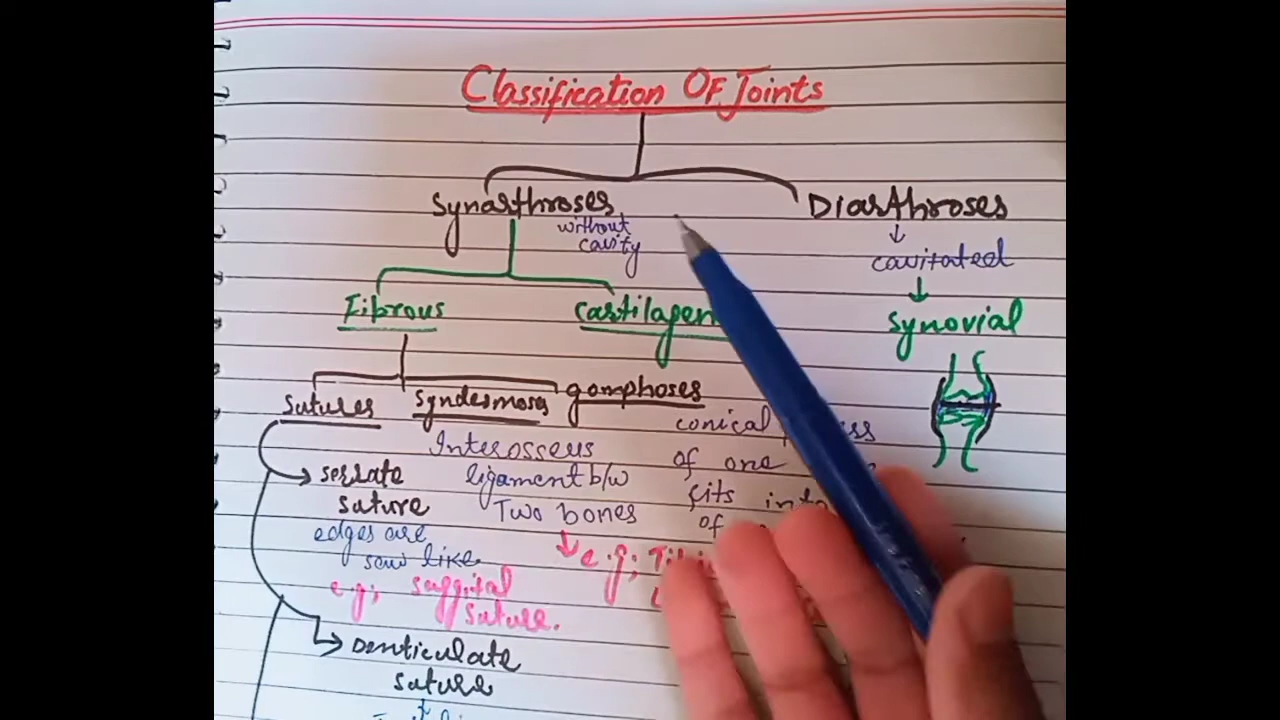 Classification Of Joints
Synarthroses
Diarthroses
without
cavity
cavitated
Fibrous
synovial
sutures
syndesmoses
gomphoses
conical
Interosseus
of one
serrate
ligament b/w
fits
suture
Two bones
of
edges are
saw like
e.g;
e.g; saggital
suture.
Denticulate
suture